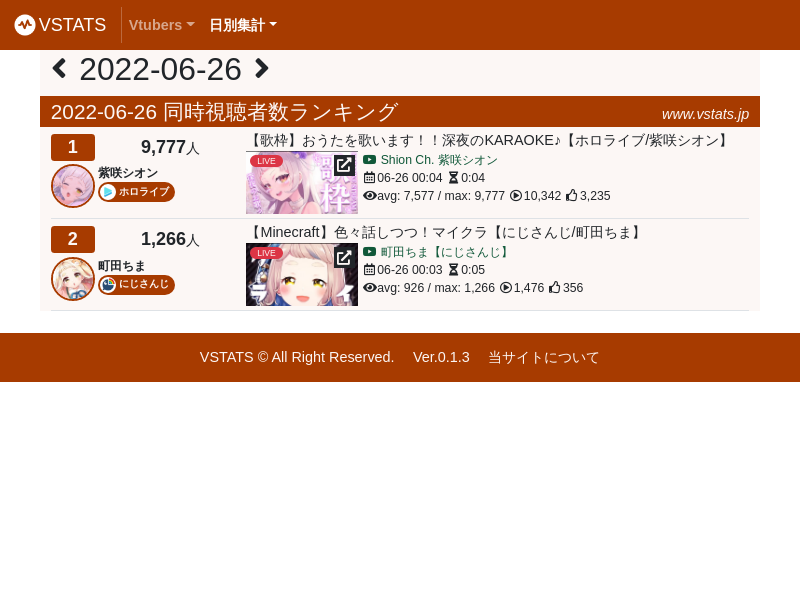 VSTATS Vtubers 日別集計
2022-06-26
2022-06-26 同時視聴者数ランキング www.vstats.jp
1 9,777人
紫咲シオン
ホロライブ
【歌枠】おうたを歌います！！深夜のKARAOKE♪【ホロライブ/紫咲シオン】
LIVE
歌枠
Shion Ch. 紫咲シオン
06-26 00:04 0:04
avg: 7,577 / max: 9,777 10,342 3,235
2 1,266人
町田ちま
にじさんじ
【Minecraft】色々話しつつ！マイクラ【にじさんじ/町田ちま】
LIVE
町田ちま【にじさんじ】
06-26 00:03 0:05
avg: 926 / max: 1,266 1,476 356
VSTATS © All Right Reserved. Ver.0.1.3 当サイトについて